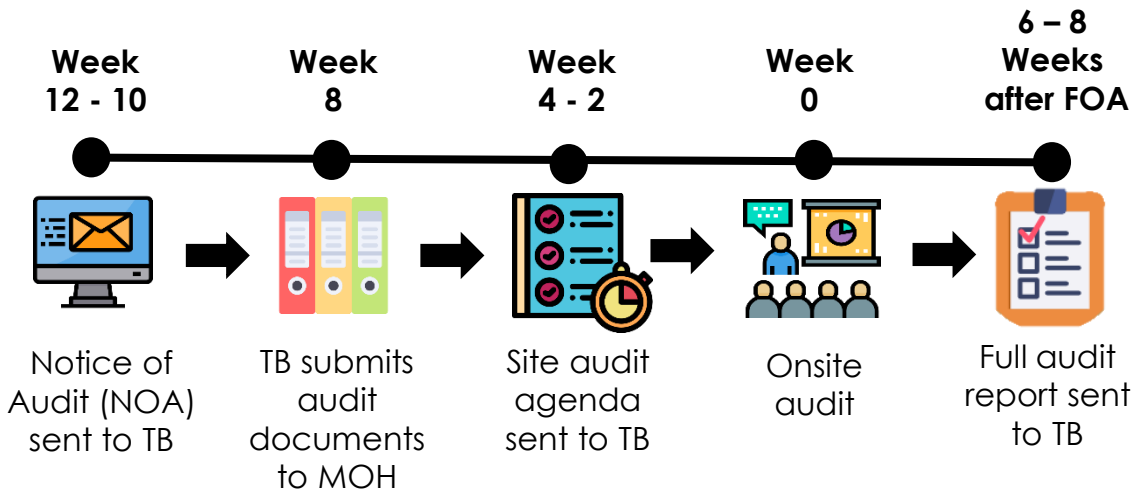 Week
12 - 10
Week
8
Week
4 - 2
Week
0
6 – 8
Weeks
after FOA
Notice of
Audit (NOA)
sent to TB
TB submits
audit
documents
to MOH
Site audit
agenda
sent to TB
Onsite
audit
Full audit
report sent
to TB